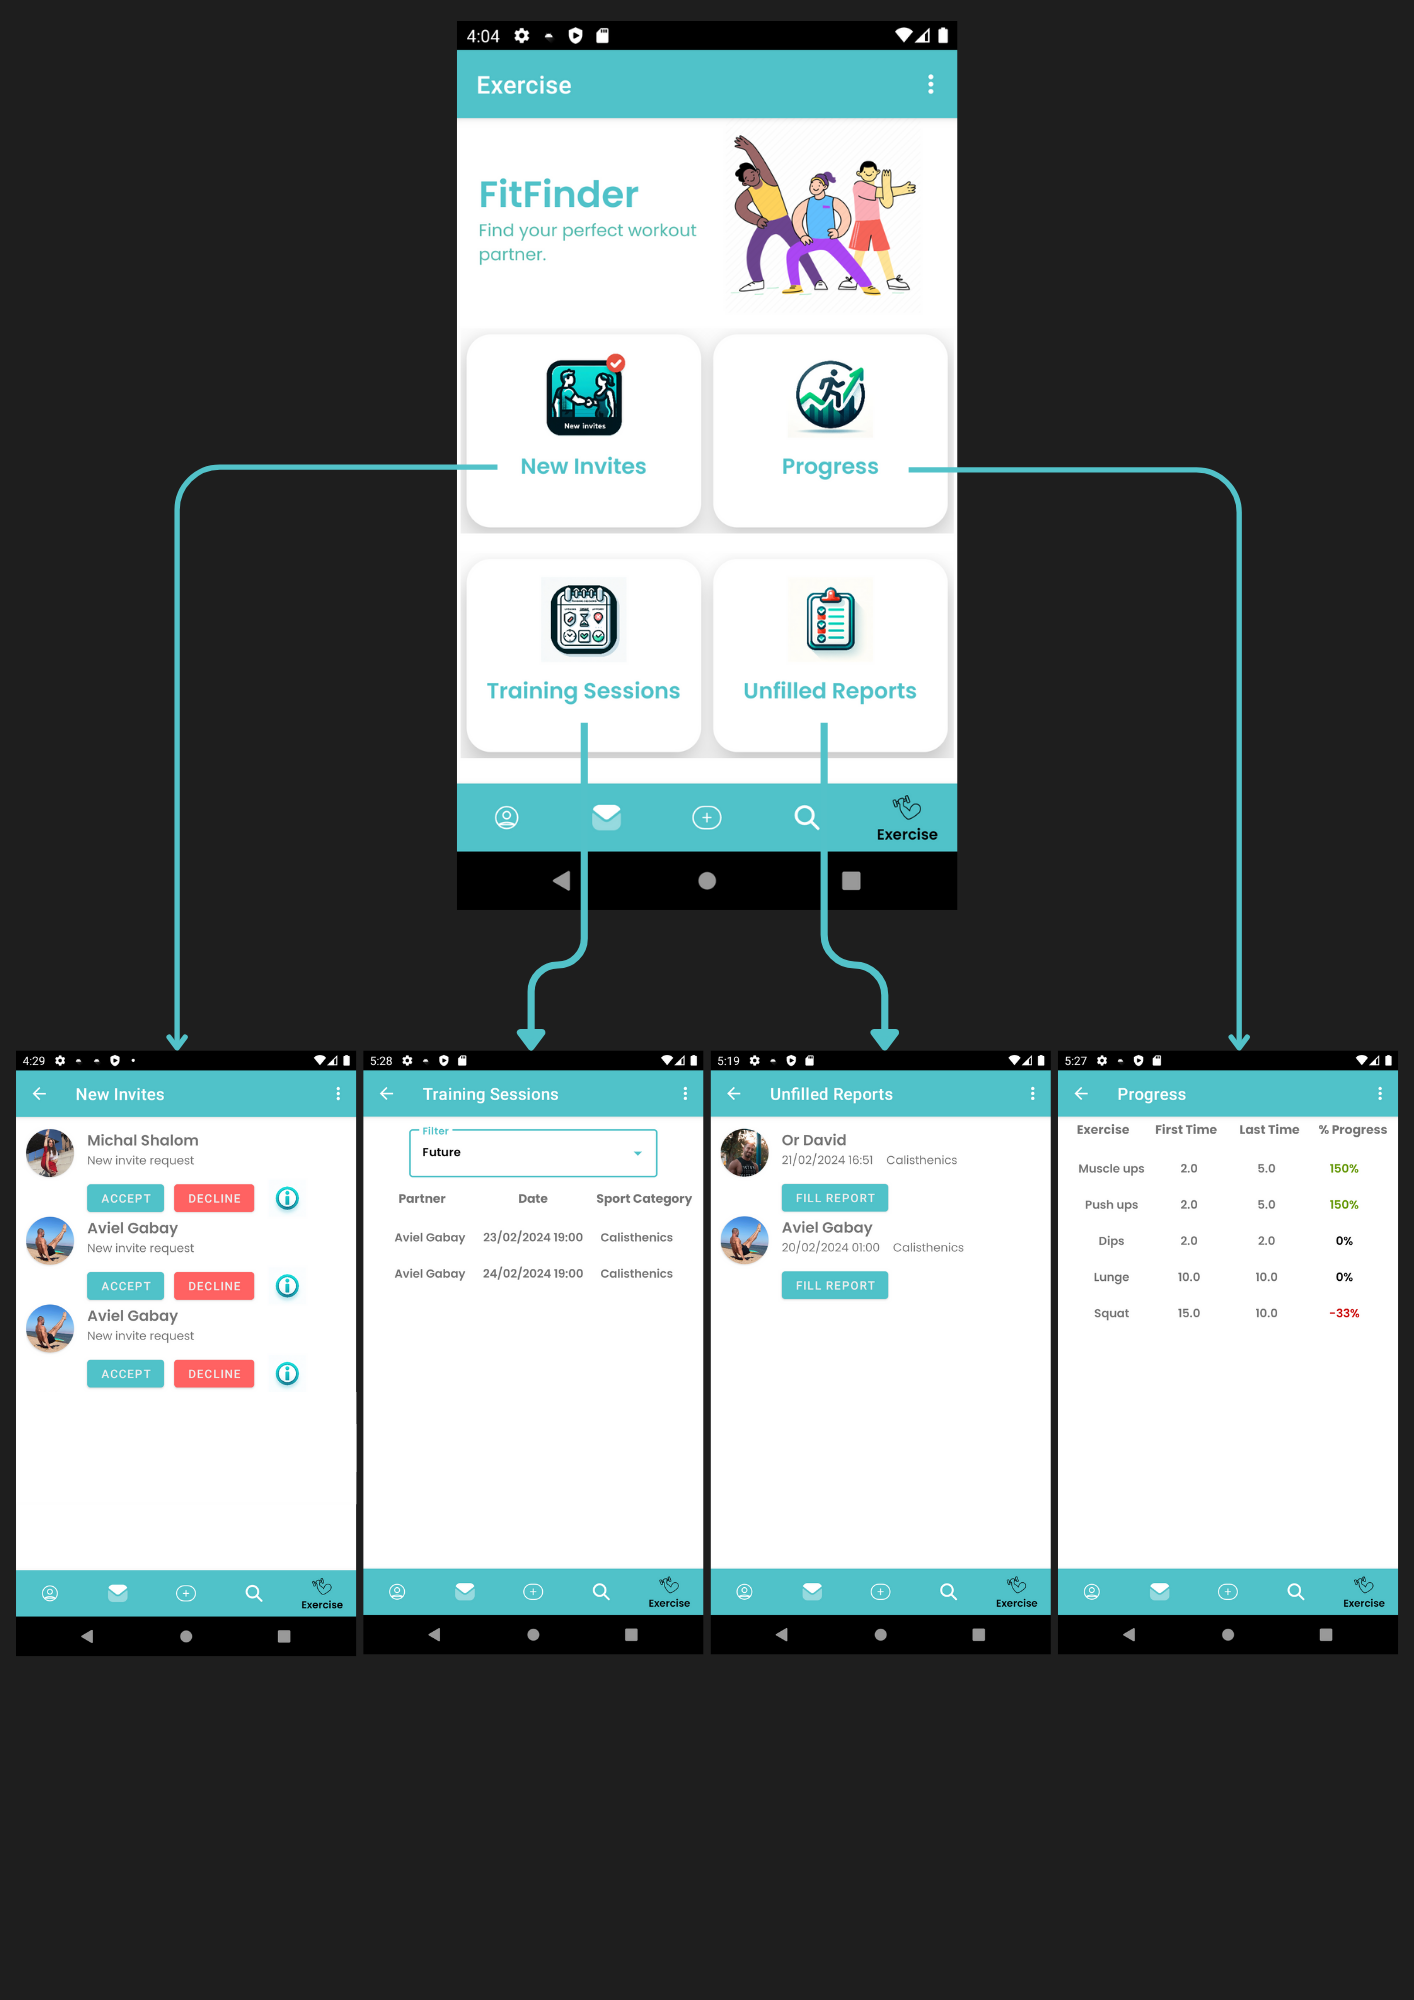 4:04
Exercise
FitFinder
Find your perfect workout
partner.
New invites
New Invites
Progress
Training Sessions
Unfilled Reports
Exercise
4:29
New Invites
Michal Shalom
New invite request
ACCEPT DECLINE
Aviel Gabay
New invite request
ACCEPT DECLINE
Aviel Gabay
New invite request
ACCEPT DECLINE
Exercise
5:28
Training Sessions
Filter
Future
Partner Date Sport Category
Aviel Gabay 23/02/2024 19:00 Calisthenics
Aviel Gabay 24/02/2024 19:00 Calisthenics
Exercise
5:19
Unfilled Reports
Or David
21/02/2024 16:51 Calisthenics
FILL REPORT
Aviel Gabay
20/02/2024 01:00 Calisthenics
FILL REPORT
Exercise
5:27
Progress
Exercise First Time Last Time % Progress
Muscle ups 2.0 5.0 150%
Push ups 2.0 5.0 150%
Dips 2.0 2.0 0%
Lunge 10.0 10.0 0%
Squat 15.0 10.0 -33%
Exercise